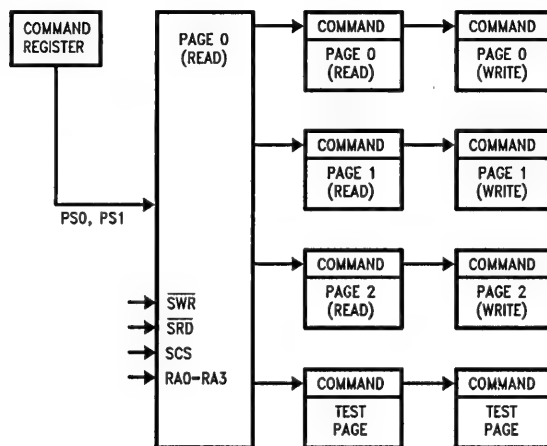 COMMAND
REGISTER
PAGE 0
(READ)
COMMAND
PAGE 0
(READ)
COMMAND
PAGE 0
(WRITE)
COMMAND
PAGE 1
(READ)
COMMAND
PAGE 1
(WRITE)
PS0, PS1
COMMAND
PAGE 2
(READ)
COMMAND
PAGE 2
(WRITE)
S̅W̅R̅
S̅R̅D̅
SCS
RA0-RA3
COMMAND
TEST
PAGE
COMMAND
TEST
PAGE